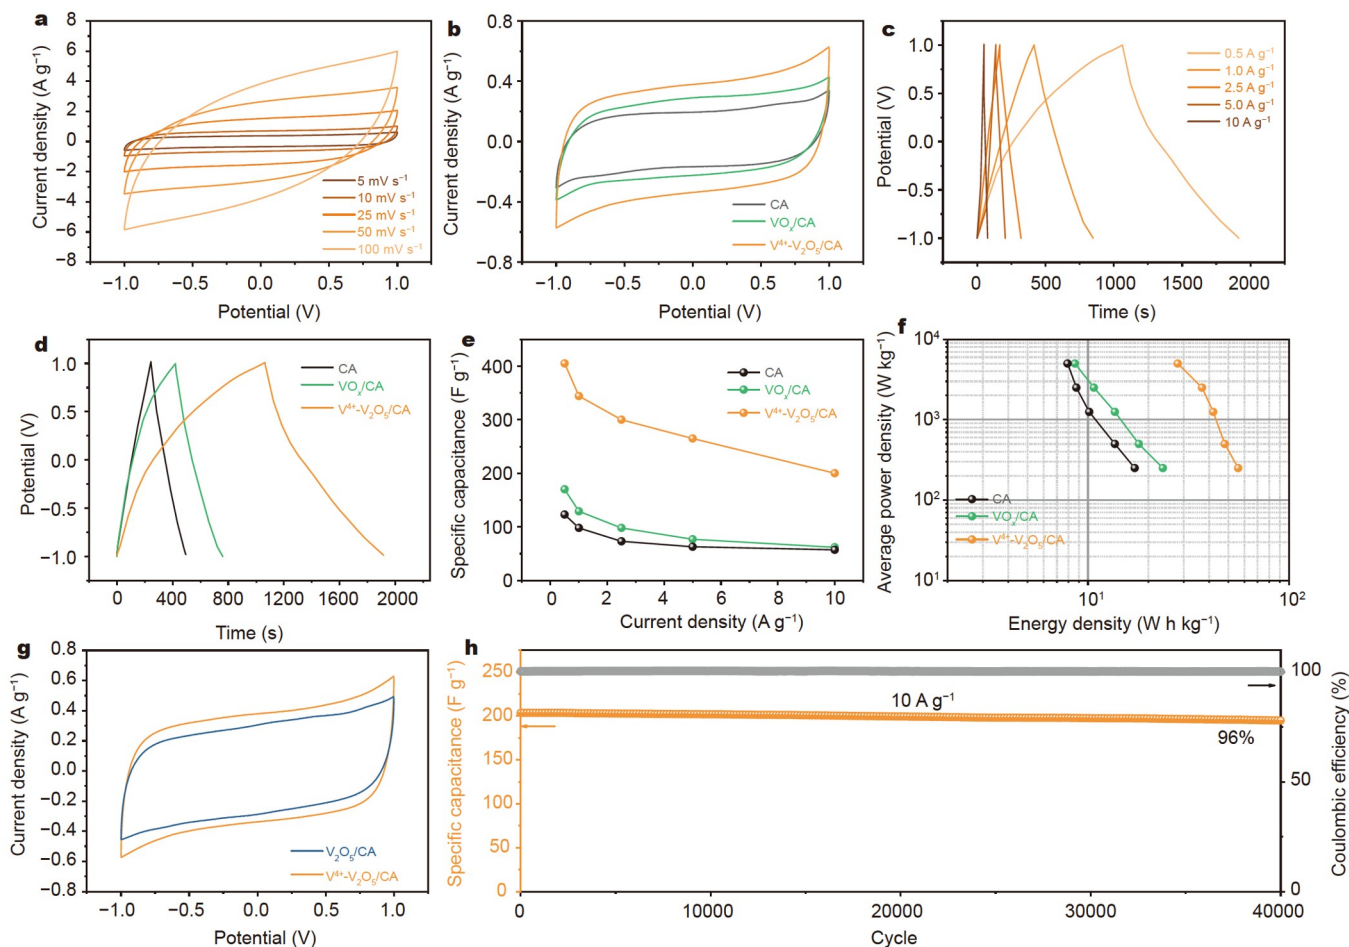 a
Current density (A g⁻¹)
8
6
4
2
0
−2
−4
−6
−8
5 mV s⁻¹
10 mV s⁻¹
25 mV s⁻¹
50 mV s⁻¹
100 mV s⁻¹
−1.0 −0.5 0.0 0.5 1.0
Potential (V)
b
Current density (A g⁻¹)
0.8
0.4
0.0
−0.4
−0.8
CA
VOₓ/CA
V⁴⁺-V₂O₅/CA
−1.0 −0.5 0.0 0.5 1.0
Potential (V)
c
Potential (V)
1.0
0.5
0.0
−0.5
−1.0
0.5 A g⁻¹
1.0 A g⁻¹
2.5 A g⁻¹
5.0 A g⁻¹
10 A g⁻¹
0 500 1000 1500 2000
Time (s)
d
Potential (V)
1.0
0.5
0.0
−0.5
−1.0
CA
VOₓ/CA
V⁴⁺-V₂O₅/CA
0 400 800 1200 1600 2000
Time (s)
e
Specific capacitance (F g⁻¹)
400
350
300
250
200
150
100
50
0
CA
VOₓ/CA
V⁴⁺-V₂O₅/CA
0 2 4 6 8 10
Current density (A g⁻¹)
f
Average power density (W kg⁻¹)
10⁴
10³
10²
10¹
CA
VOₓ/CA
V⁴⁺-V₂O₅/CA
10¹ 10²
Energy density (W h kg⁻¹)
g
Current density (A g⁻¹)
0.8
0.6
0.4
0.2
0.0
−0.2
−0.4
−0.6
−0.8
V₂O₅/CA
V⁴⁺-V₂O₅/CA
−1.0 −0.5 0.0 0.5 1.0
Potential (V)
h
Specific capacitance (F g⁻¹)
250
200
150
100
50
0
10 A g⁻¹
96%
100
50
0
Coulombic efficiency (%)
0 10000 20000 30000 40000
Cycle